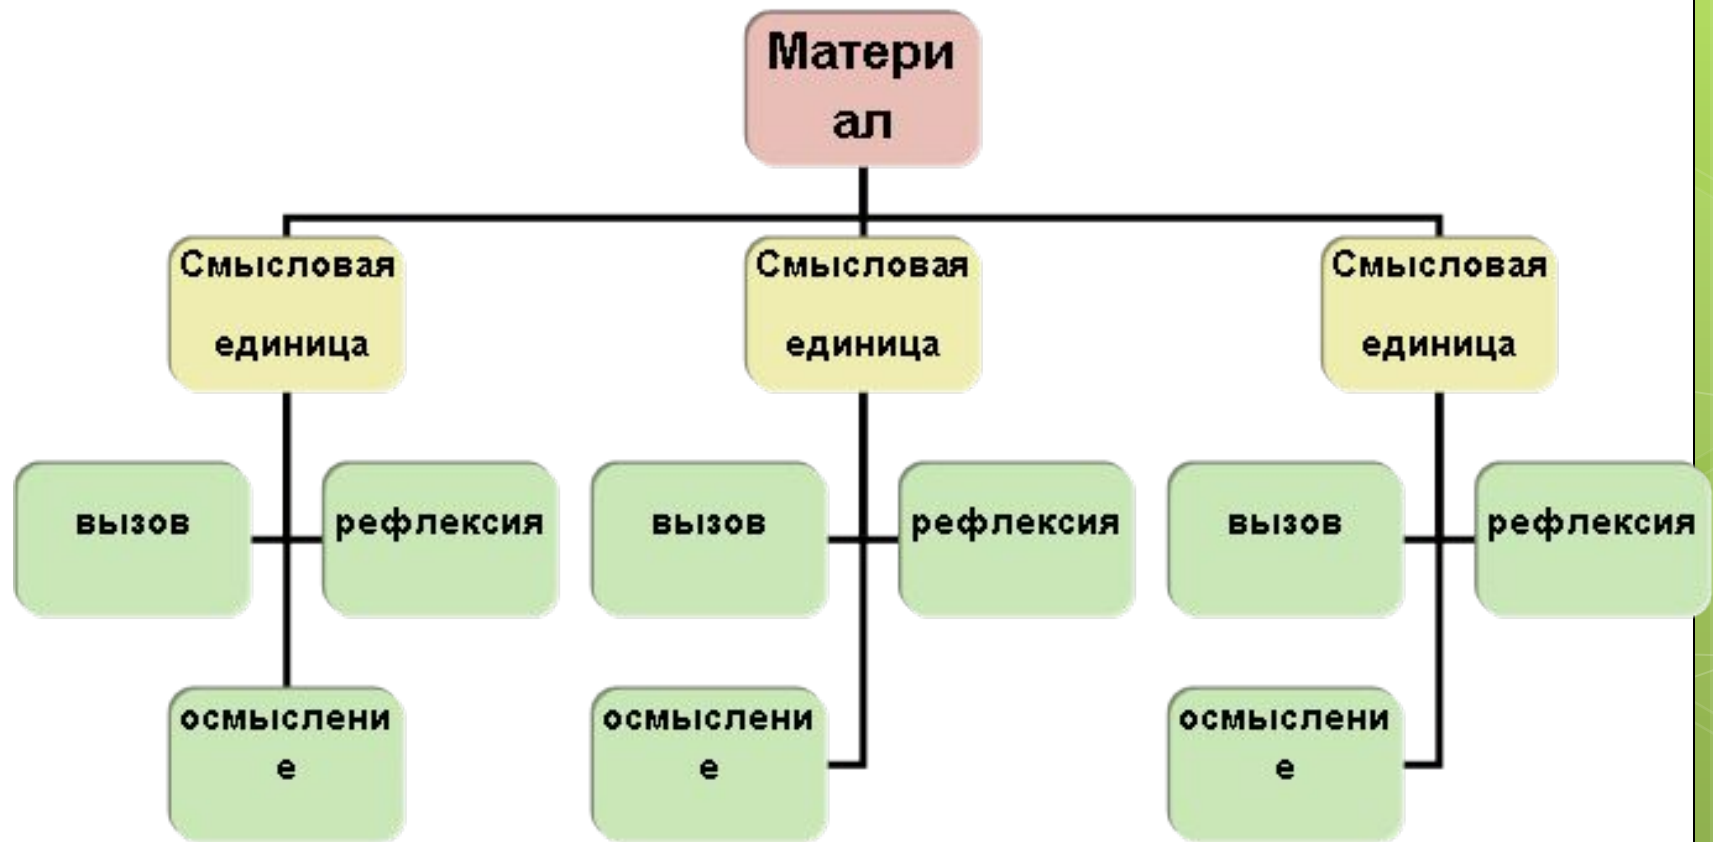 Матери
ал
Смысловая
единица
Смысловая
единица
Смысловая
единица
вызов
рефлексия
вызов
рефлексия
вызов
рефлексия
осмыслени
е
осмыслени
е
осмыслени
е